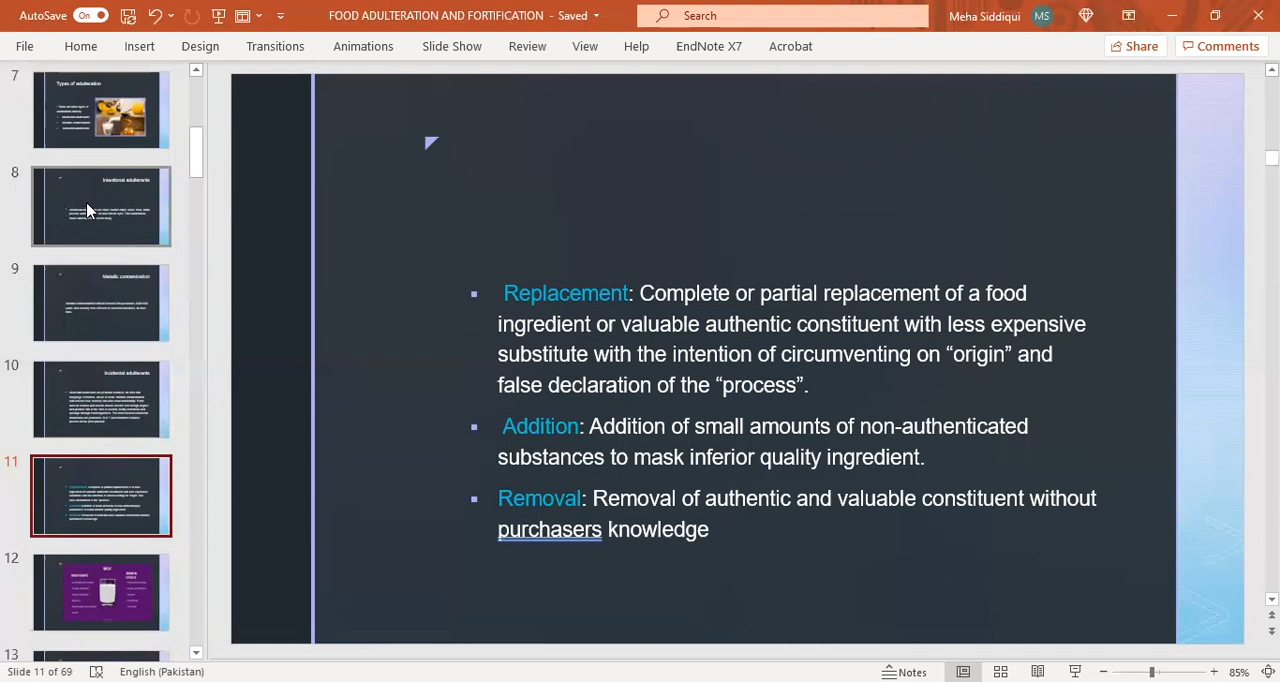 AutoSave On FOOD ADULTERATION AND FORTIFICATION - Saved Search Meha Siddiqui MS
File Home Insert Design Transitions Animations Slide Show Review View Help EndNote X7 Acrobat Share Comments
7
Types of adulteration
8
Intentional adulterants
9
Metallic contamination
10
Incidental adulterants
11
12
MILK
13
▪ Replacement: Complete or partial replacement of a food
ingredient or valuable authentic constituent with less expensive
substitute with the intention of circumventing on “origin” and
false declaration of the “process”.
▪ Addition: Addition of small amounts of non-authenticated
substances to mask inferior quality ingredient.
▪ Removal: Removal of authentic and valuable constituent without
purchasers knowledge
Slide 11 of 69 English (Pakistan) Notes 85%